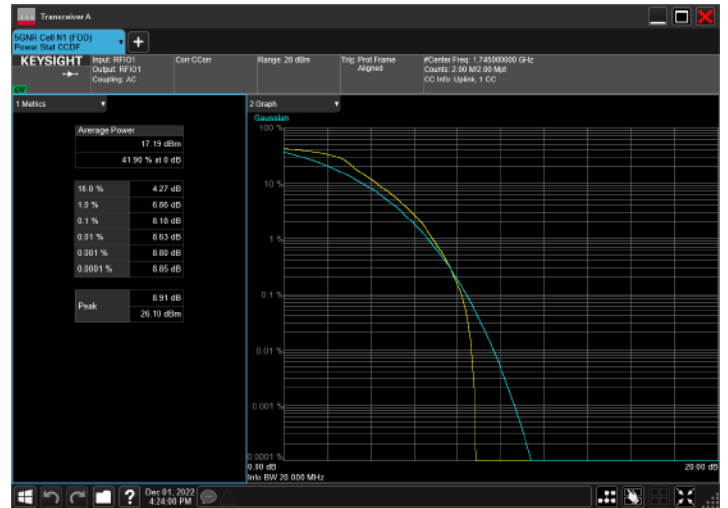 Transceiver A
5GNR Cell N1 (FDD)
Power Stat CCDF
KEYSIGHT
Input: RFIO1
Output: RFIO1
Coupling: AC
Corr CCorr
Range: 20 dBm
Trig: Prot Frame
Aligned
#Center Freq: 1.745000000 GHz
Counts: 2.00 M/2.00 Mpt
CC Info: Uplink, 1 CC
1 Metrics
Average Power
17.19 dBm
41.90 % at 0 dB
10.0 % 4.27 dB
1.0 % 6.66 dB
0.1 % 8.18 dB
0.01 % 8.63 dB
0.001 % 8.80 dB
0.0001 % 8.85 dB
Peak 8.91 dB
26.10 dBm
2 Graph
Gaussian
100 %
10 %
1 %
0.1 %
0.01 %
0.001 %
0.0001 %
0.00 dB 20.00 dB
Info BW 20.000 MHz
Dec 01, 2022
4:24:00 PM